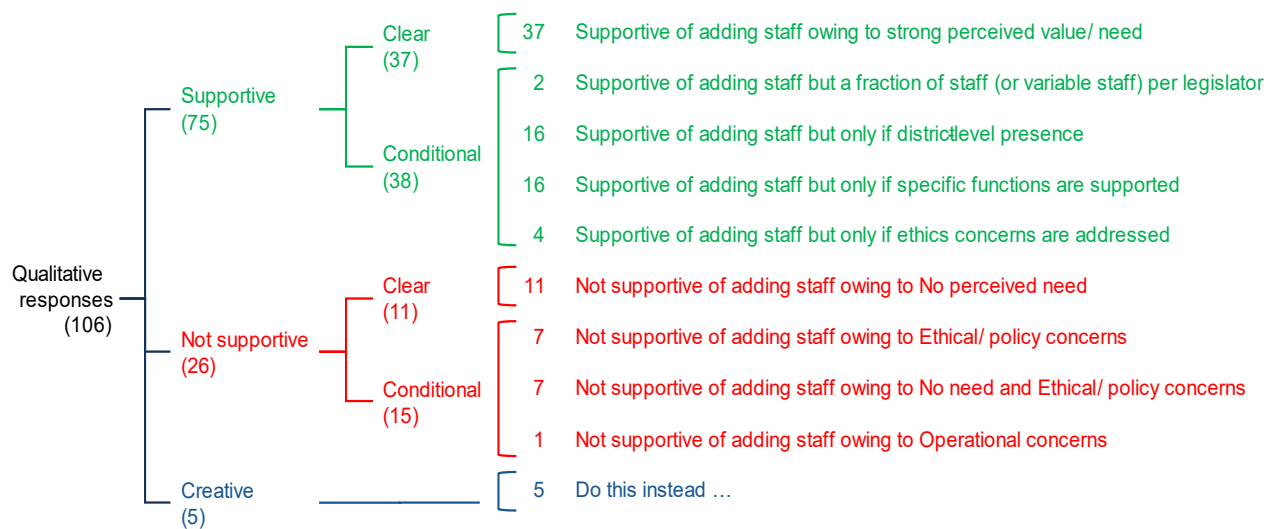 Qualitative
responses
(106)
Supportive
(75)
Clear
(37)
37 Supportive of adding staff owing to strong perceived value/ need
Conditional
(38)
2 Supportive of adding staff but a fraction of staff (or variable staff) per legislator
16 Supportive of adding staff but only if district-level presence
16 Supportive of adding staff but only if specific functions are supported
4 Supportive of adding staff but only if ethics concerns are addressed
Not supportive
(26)
Clear
(11)
11 Not supportive of adding staff owing to No perceived need
Conditional
(15)
7 Not supportive of adding staff owing to Ethical/ policy concerns
7 Not supportive of adding staff owing to No need and Ethical/ policy concerns
1 Not supportive of adding staff owing to Operational concerns
Creative
(5)
5 Do this instead …